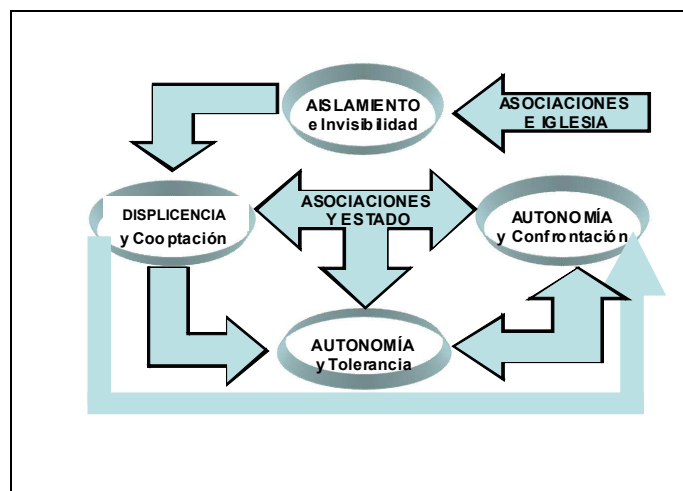 AISLAMIENTO
e Invisibilidad
ASOCIACIONES
E IGLESIA
DISPLICENCIA
y Cooptación
ASOCIACIONES
Y ESTADO
AUTONOMÍA
y Confrontación
AUTONOMÍA
y Tolerancia